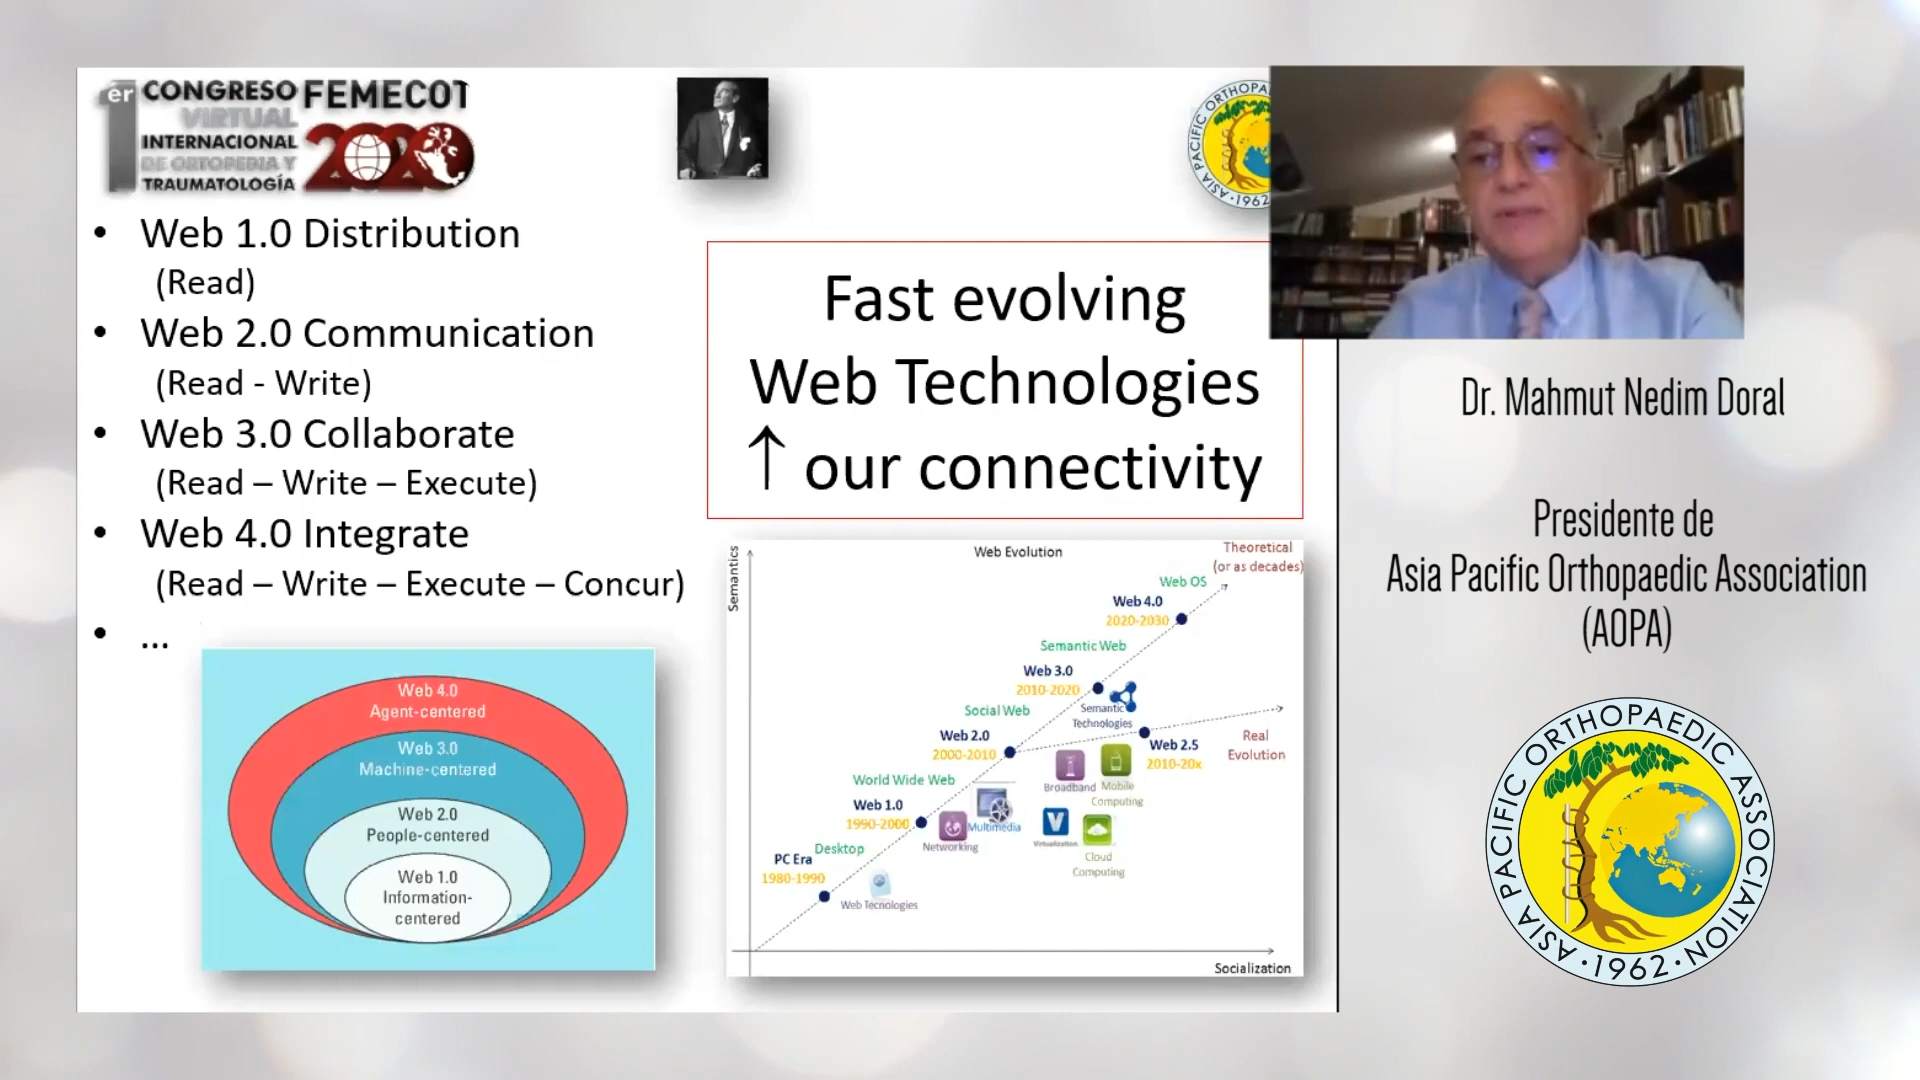 1er CONGRESO FEMECOT
VIRTUAL
INTERNACIONAL
DE ORTOPEDIA Y
TRAUMATOLOGÍA
2020
• Web 1.0 Distribution
(Read)
• Web 2.0 Communication
(Read - Write)
• Web 3.0 Collaborate
(Read – Write – Execute)
• Web 4.0 Integrate
(Read – Write – Execute – Concur)
• ...
Web 4.0
Agent-centered
Web 3.0
Machine-centered
Web 2.0
People-centered
Web 1.0
Information-
centered
ASIA PACIFIC ORTHOPA
1962
Fast evolving
Web Technologies
↑ our connectivity
Web Evolution
Semantics
Theoretical
(or as decades)
Web OS
Web 4.0
2020-2030
Semantic Web
Web 3.0
2010-2020
Semantic
Technologies
Social Web
Web 2.0
2000-2010
Web 2.5
2010-20x
Real
Evolution
Broadband
Mobile
Computing
World Wide Web
Web 1.0
1990-2000
Networking
Multimedia
Virtualization
Cloud
Computing
Desktop
PC Era
1980-1990
Web Tecnologies
Socialization
Dr. Mahmut Nedim Doral
Presidente de
Asia Pacific Orthopaedic Association
(AOPA)
ASIA PACIFIC ORTHOPAEDIC ASSOCIATION
·1962·